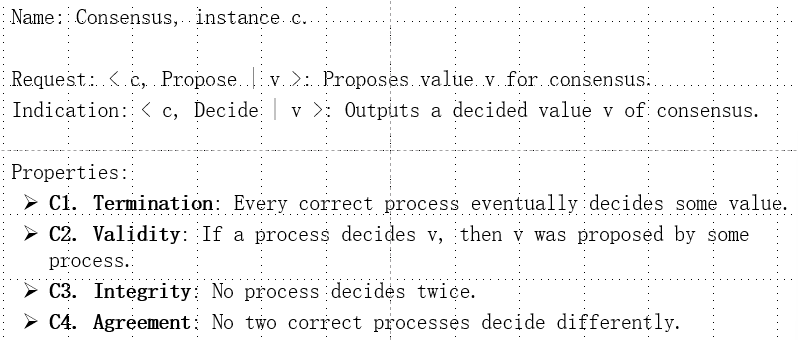 Name: Consensus, instance c.
Request: < c, Propose | v >: Proposes value v for consensus.
Indication: < c, Decide | v >: Outputs a decided value v of consensus.
Properties:
➤ C1. Termination: Every correct process eventually decides some value.
➤ C2. Validity: If a process decides v, then v was proposed by some
process.
➤ C3. Integrity: No process decides twice.
➤ C4. Agreement: No two correct processes decide differently.